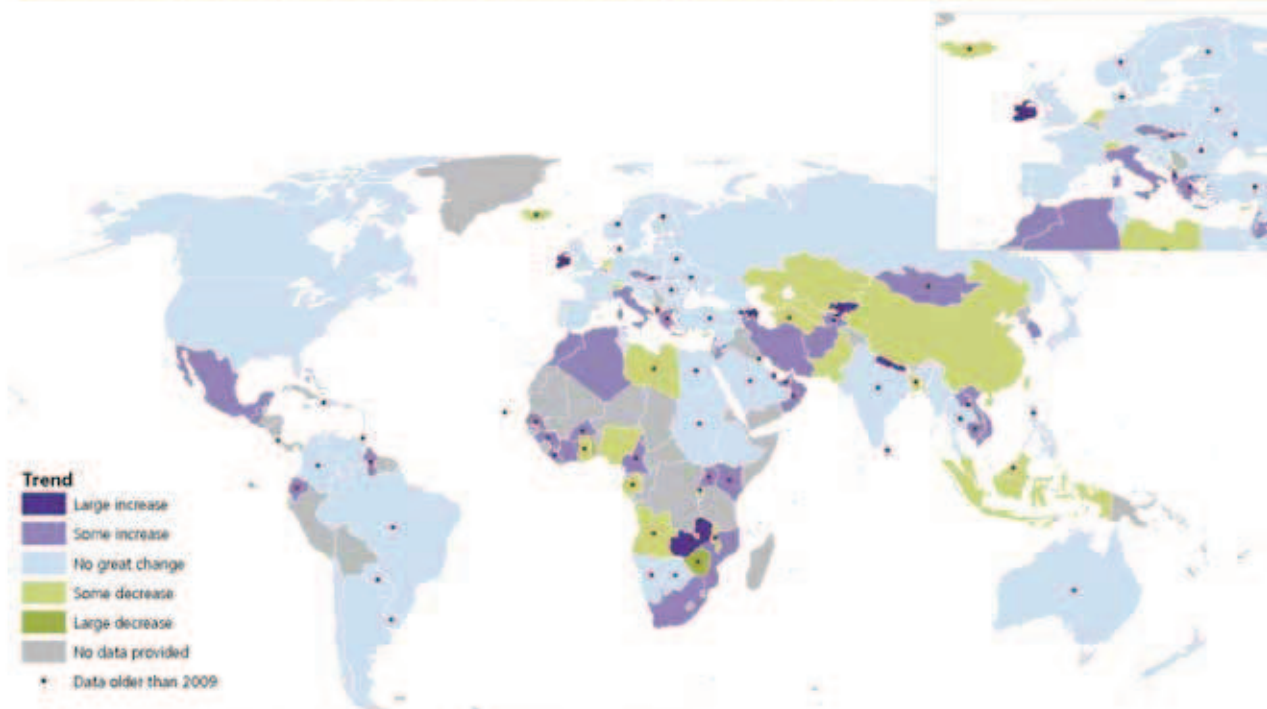 Trend
Large increase
Some increase
No great change
Some decrease
Large decrease
No data provided
Data older than 2009